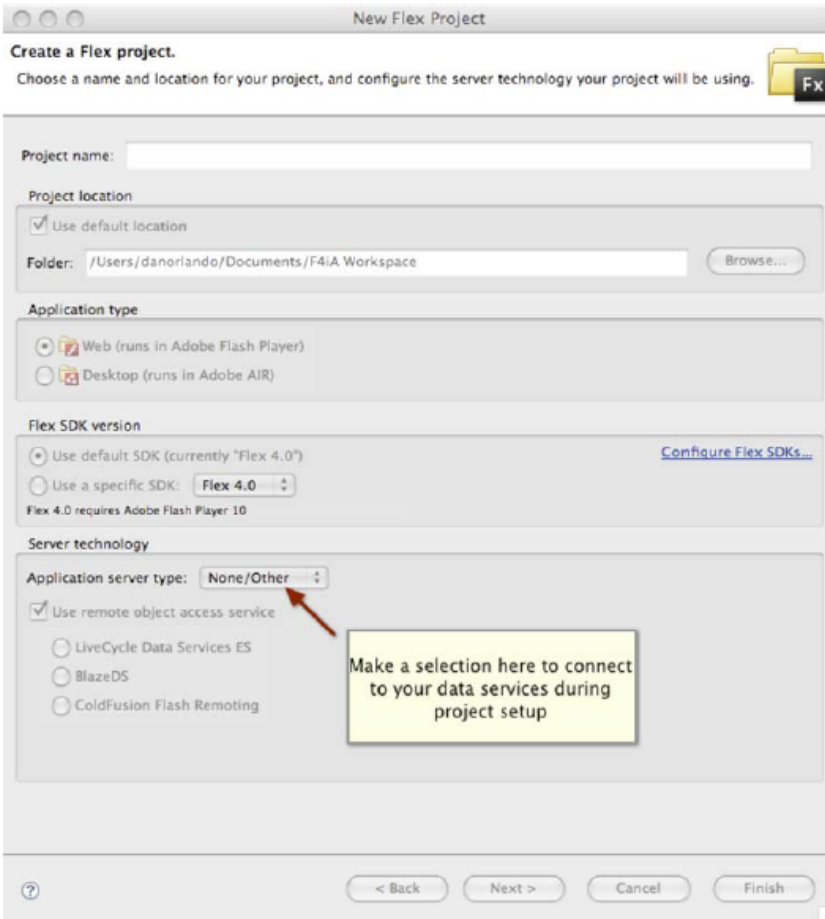 New Flex Project
Create a Flex project.
Choose a name and location for your project, and configure the server technology your project will be using.
Fx
Project name:
Project location
Use default location
Folder: /Users/danorlando/Documents/F4iA Workspace
Browse...
Application type
Web (runs in Adobe Flash Player)
Desktop (runs in Adobe AIR)
Flex SDK version
Use default SDK (currently "Flex 4.0")
Configure Flex SDKs...
Use a specific SDK: Flex 4.0
Flex 4.0 requires Adobe Flash Player 10
Server technology
Application server type: None/Other
Use remote object access service
LiveCycle Data Services ES
BlazeDS
ColdFusion Flash Remoting
Make a selection here to connect
to your data services during
project setup
?
< Back
Next >
Cancel
Finish